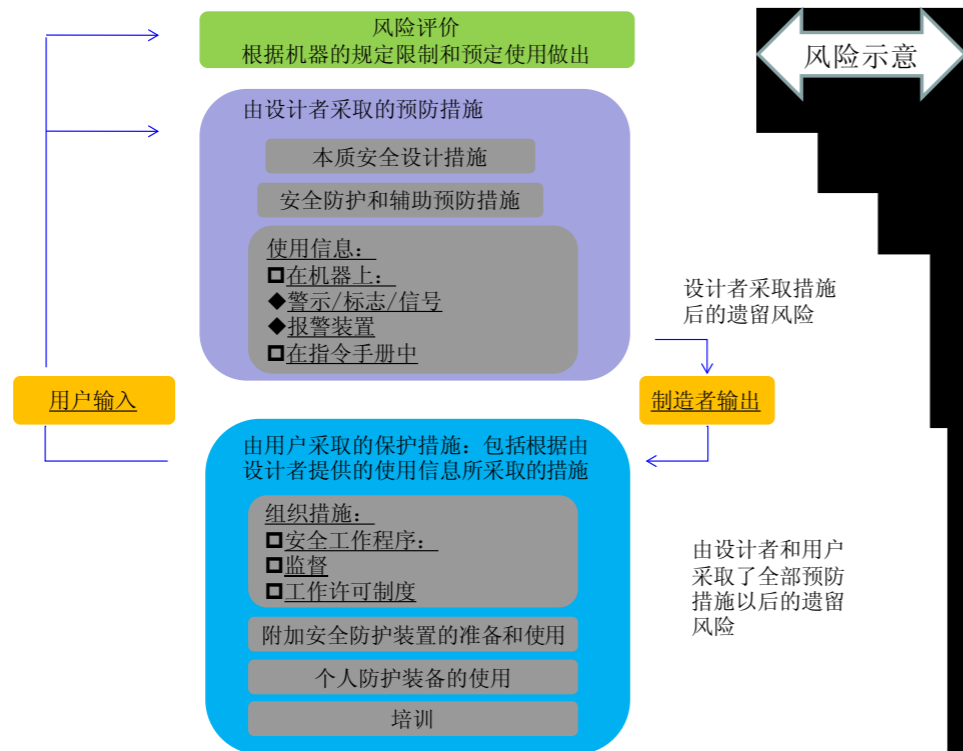 风险评价
根据机器的规定限制和预定使用做出
风险示意
由设计者采取的预防措施
本质安全设计措施
安全防护和辅助预防措施
使用信息:
在机器上:
◆警示/标志/信号
◆报警装置
在指令手册中
设计者采取措施
后的遗留风险
用户输入
制造者输出
由用户采取的保护措施: 包括根据由
设计者提供的使用信息所采取的措施
组织措施:
安全工作程序:
监督
工作许可制度
附加安全防护装置的准备和使用
个人防护装备的使用
培训
由设计者和用户
采取了全部预防
措施以后的遗留
风险